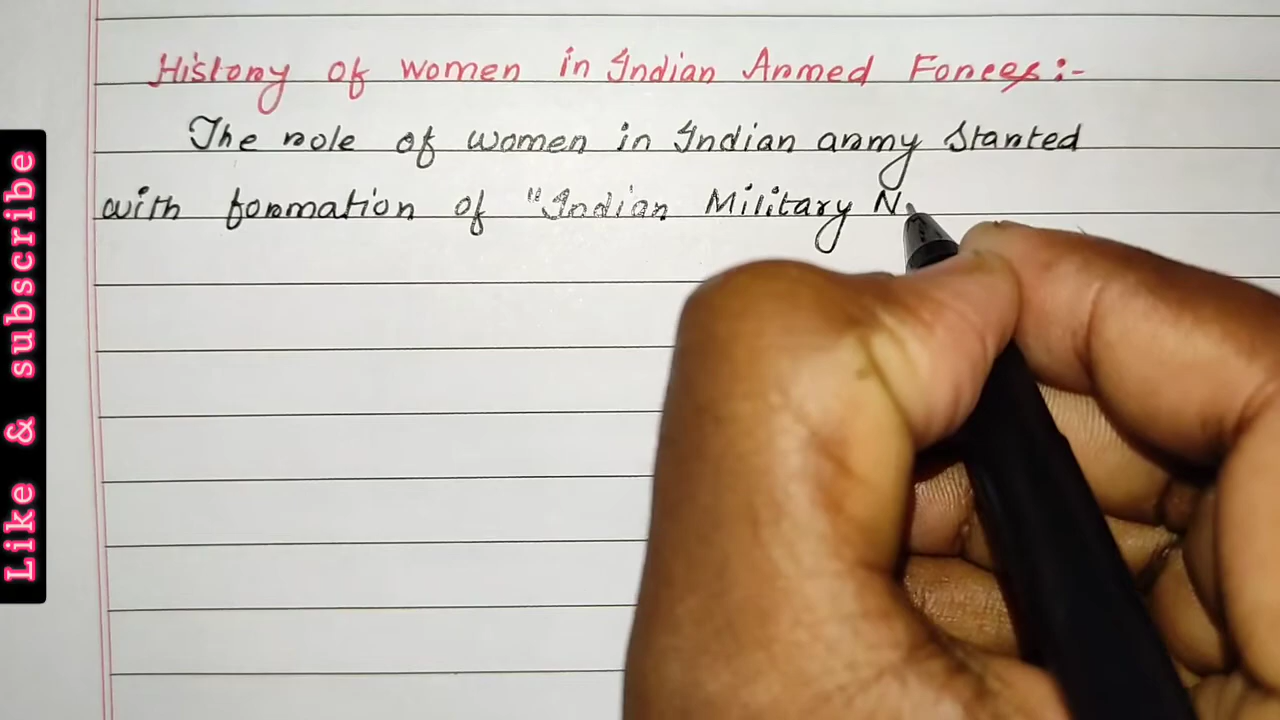 History of women in Indian Armed Forces:-
The role of women in Indian army started
with formation of "Indian Military N
Like & subscribe